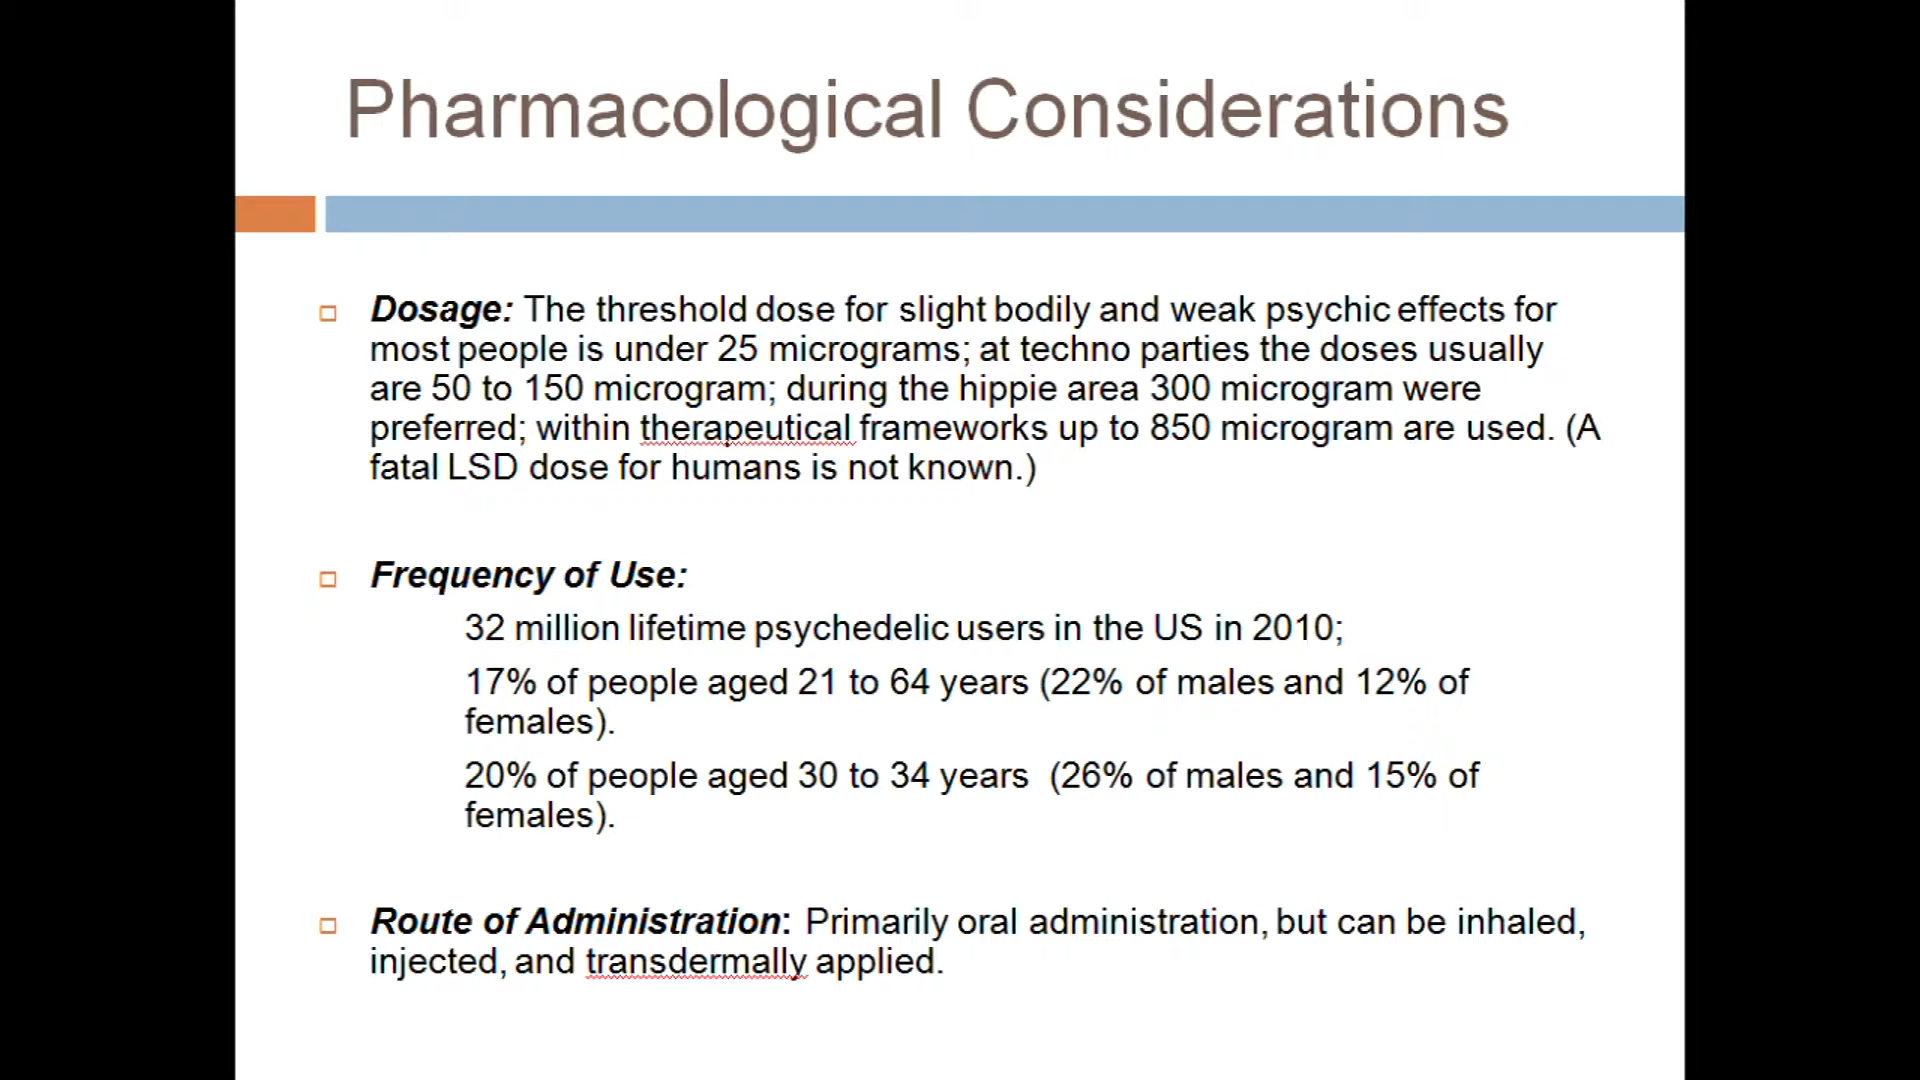 Pharmacological Considerations
Dosage: The threshold dose for slight bodily and weak psychic effects for
most people is under 25 micrograms; at techno parties the doses usually
are 50 to 150 microgram; during the hippie area 300 microgram were
preferred; within therapeutical frameworks up to 850 microgram are used. (A
fatal LSD dose for humans is not known.)
Frequency of Use:
32 million lifetime psychedelic users in the US in 2010;
17% of people aged 21 to 64 years (22% of males and 12% of
females).
20% of people aged 30 to 34 years (26% of males and 15% of
females).
Route of Administration: Primarily oral administration, but can be inhaled,
injected, and transdermally applied.